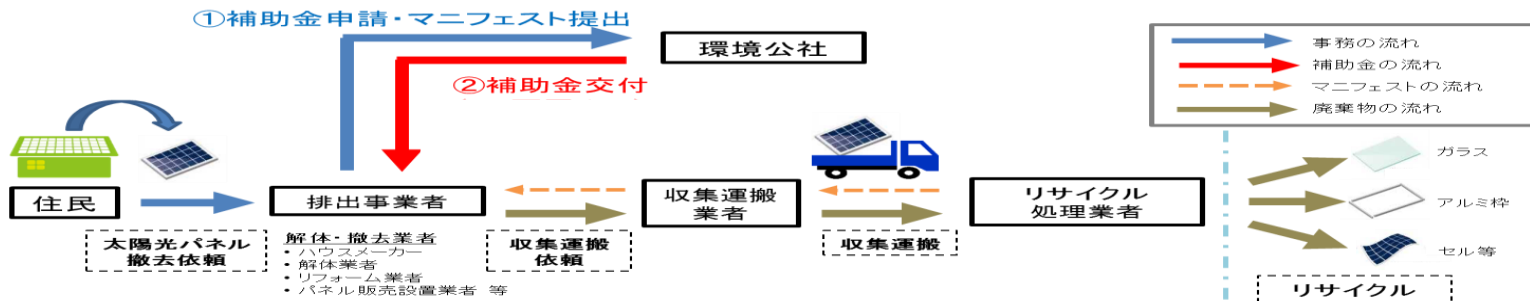 ①補助金申請・マニフェスト提出
環境公社
②補助金交付
事務の流れ
補助金の流れ
マニフェストの流れ
廃棄物の流れ
住民
排出事業者
収集運搬
業者
リサイクル
処理業者
ガラス
アルミ枠
セル等
太陽光パネル
撤去依頼
解体・撤去業者
・ハウスメーカー
・解体業者
・リフォーム業者
・パネル販売設置業者 等
収集運搬
依頼
収集運搬
リサイクル